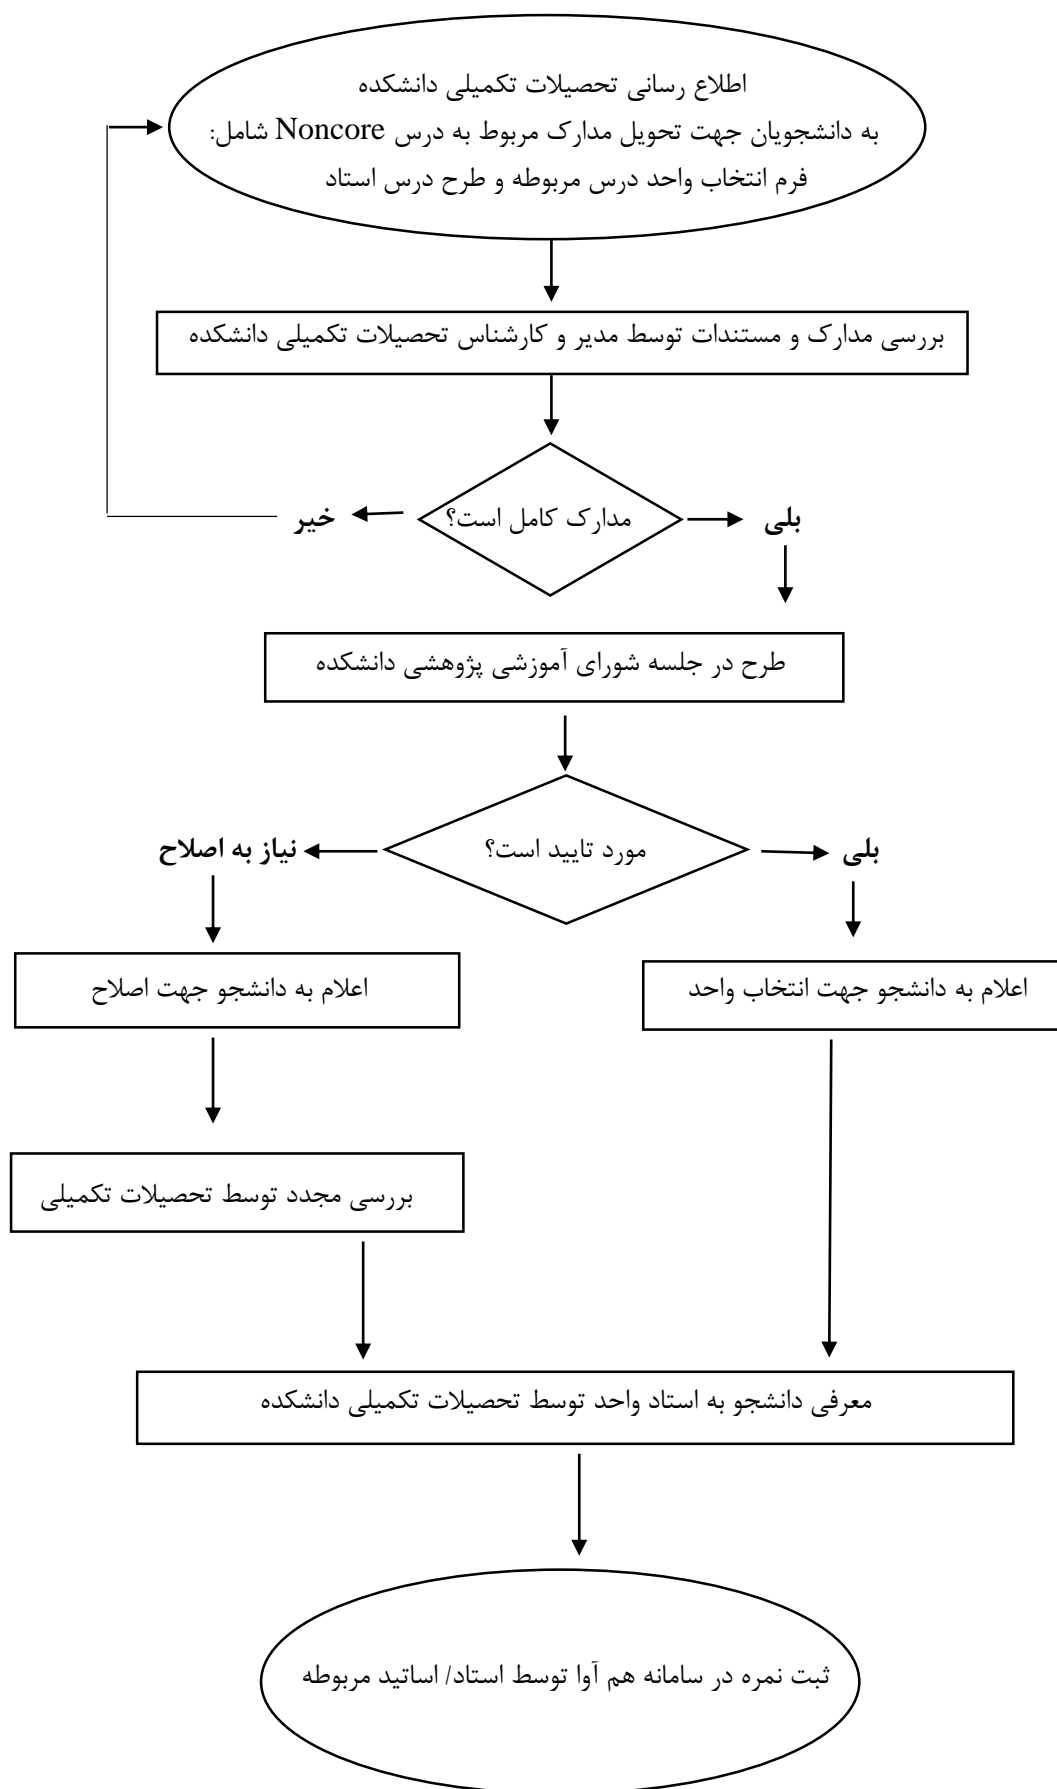 اطلاع رسانی تحصیلات تکمیلی دانشکده
به دانشجویان جهت تحویل مدارک مربوط به درس Noncore شامل:
فرم انتخاب واحد درس مربوطه و طرح درس استاد
بررسی مدارک و مستندات توسط مدیر و کارشناس تحصیلات تکمیلی دانشکده
مدارک کامل است؟
بلی
خیر
طرح در جلسه شورای آموزشی پژوهشی دانشکده
مورد تایید است؟
بلی
نیاز به اصلاح
اعلام به دانشجو جهت انتخاب واحد
اعلام به دانشجو جهت اصلاح
بررسی مجدد توسط تحصیلات تکمیلی
معرفی دانشجو به استاد واحد توسط تحصیلات تکمیلی دانشکده
ثبت نمره در سامانه هم آوا توسط استاد/ اساتید مربوطه